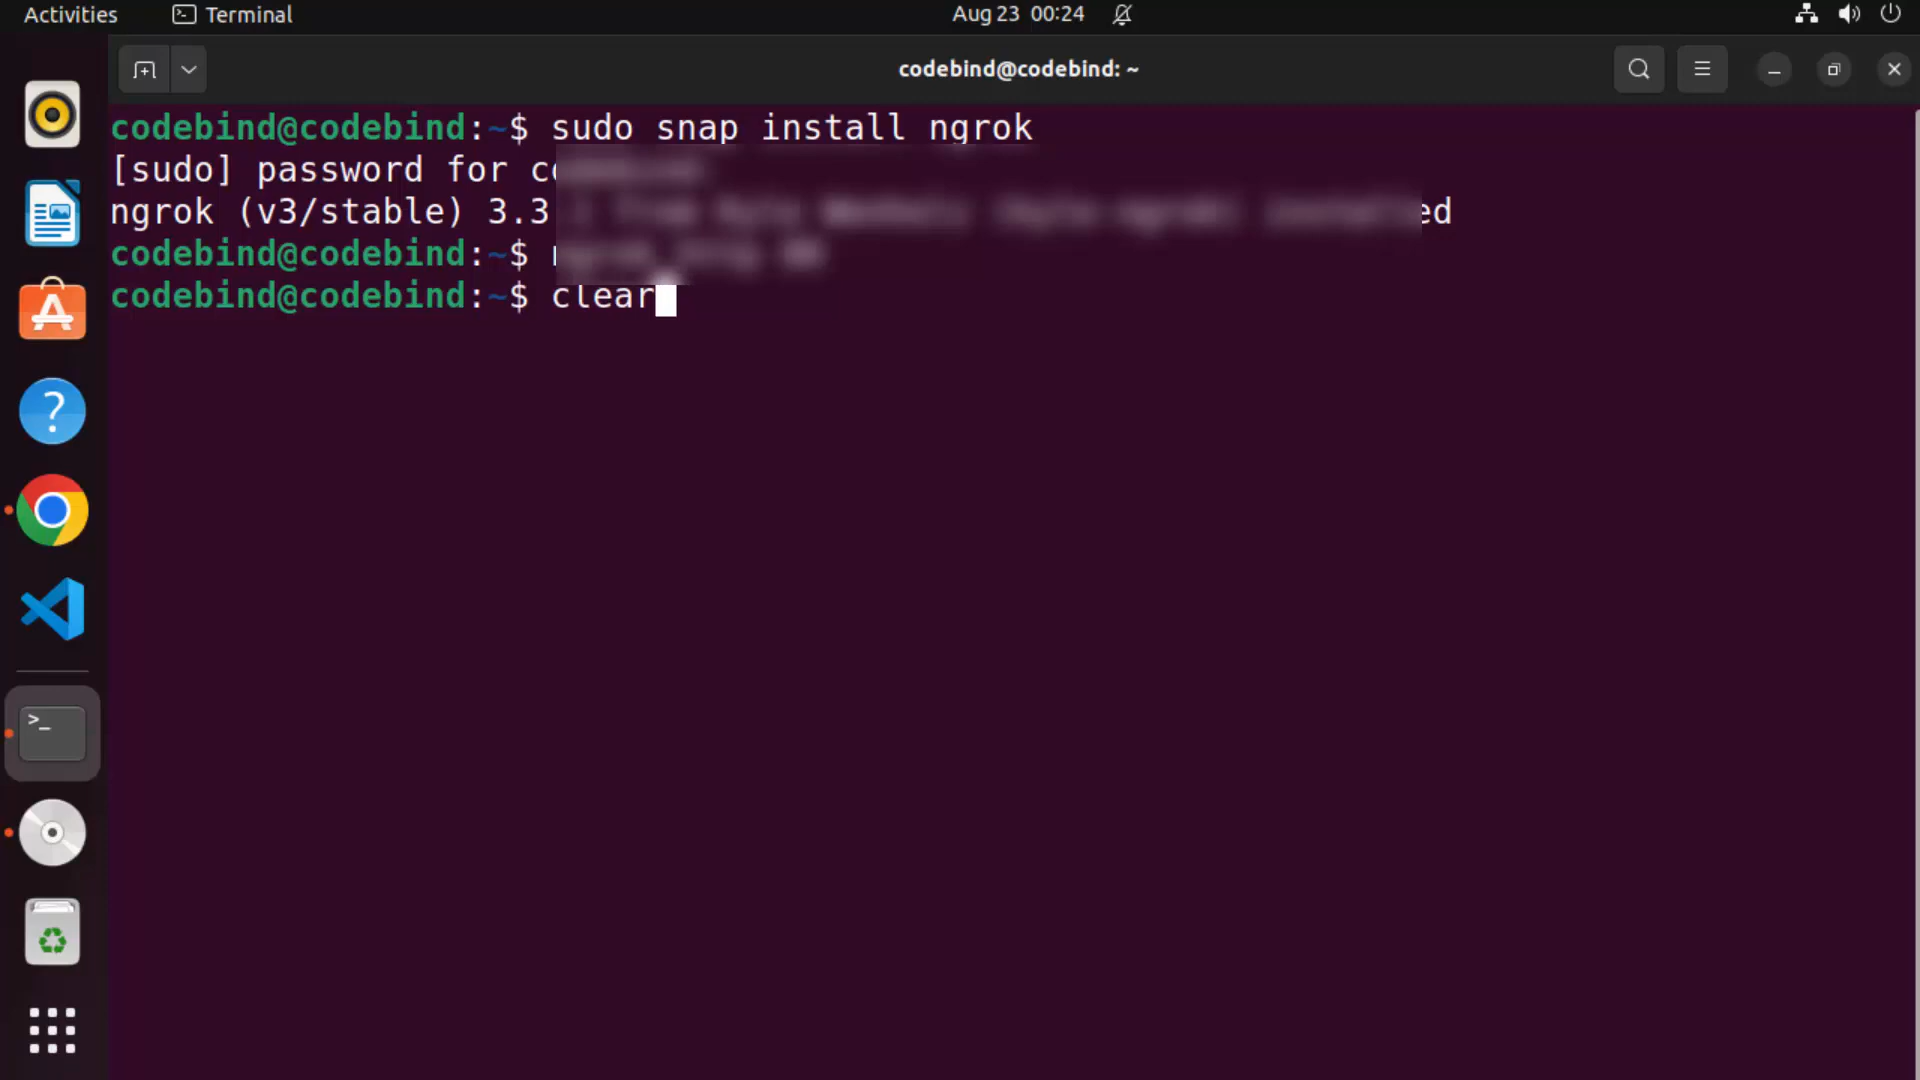 Activities Terminal Aug 23 00:24
codebind@codebind: ~
codebind@codebind:~$ sudo snap install ngrok
[sudo] password for
ngrok (v3/stable) 3.3
codebind@codebind:~$
codebind@codebind:~$ clear